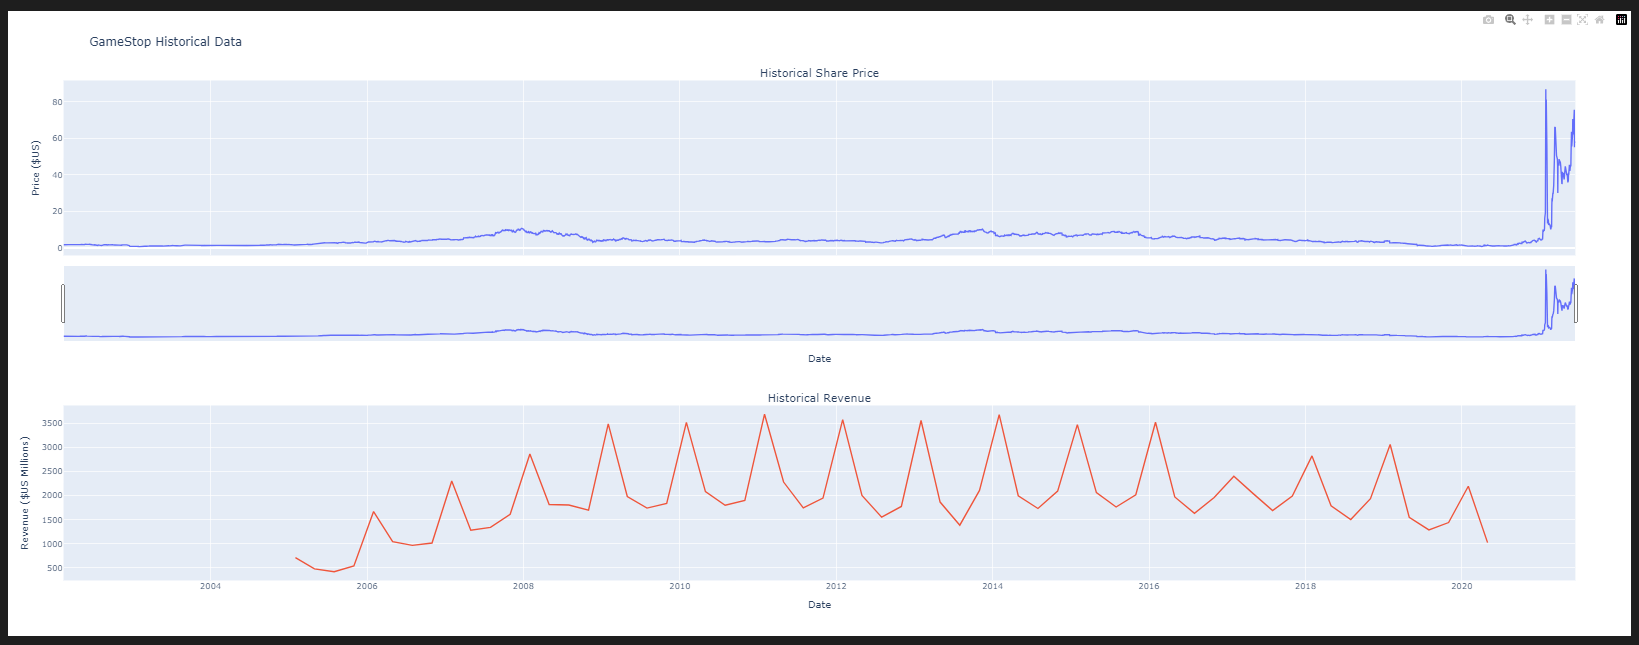 GameStop Historical Data
Historical Share Price
80
60
40
20
0
Price ($US)
Date
Historical Revenue
3500
3000
2500
2000
1500
1000
500
Revenue ($US Millions)
2004 2006 2008 2010 2012 2014 2016 2018 2020
Date